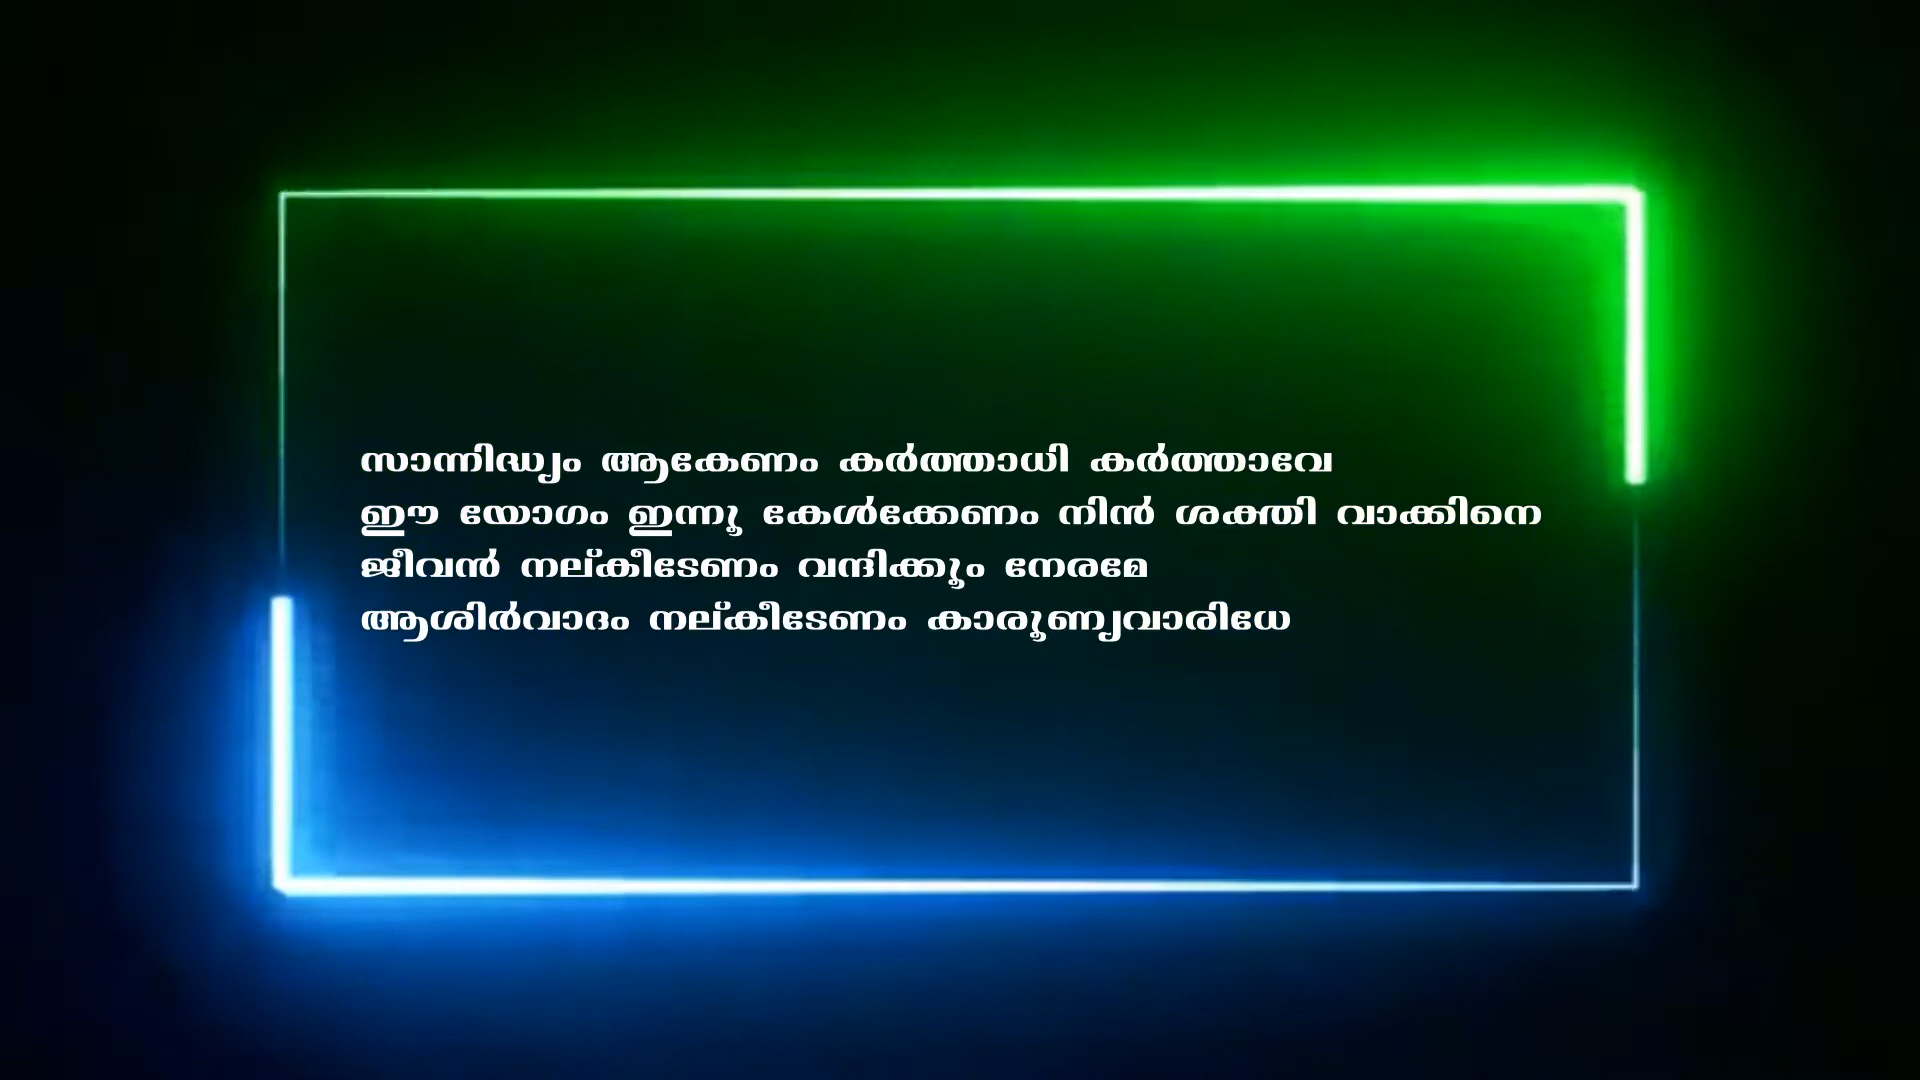 സാന്നിദ്ധ്യം ആകേണം കർത്താധി കർത്താവേ
ഈ യോഗം ഇന്നു കേൾക്കേണം നിൻ ശക്തി വാക്കിനെ
ജീവൻ നല്കീടേണം വന്ദിക്കും നേരമേ
ആശിർവാദം നല്കീടേണം കാരുണ്യവാരിധേ